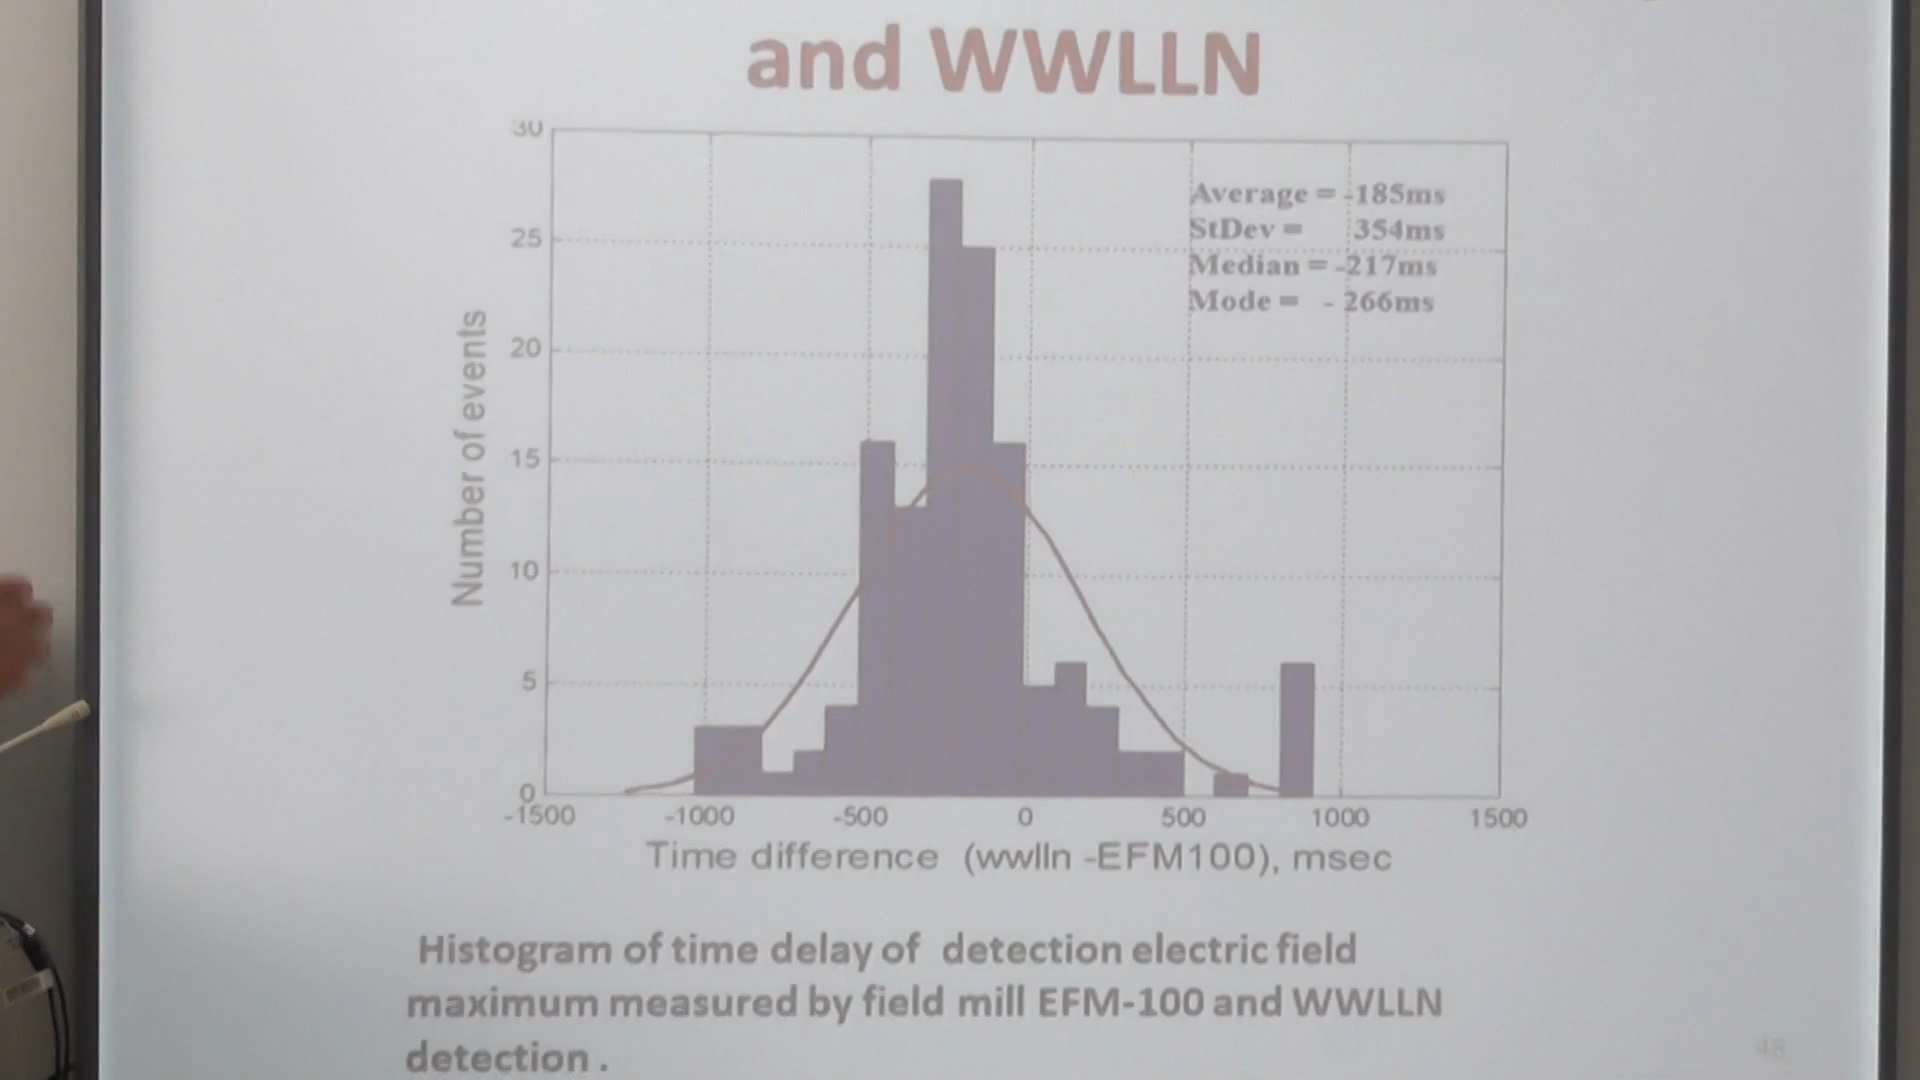 and WWLLN
30
Average = -185ms
StDev = 354ms
25
Median = -217ms
Mode = - 266ms
20
15
10
5
0
Number of events
-1500 -1000 -500 0 500 1000 1500
Time difference (wwlln -EFM100), msec
Histogram of time delay of detection electric field
maximum measured by field mill EFM-100 and WWLLN
detection .
48